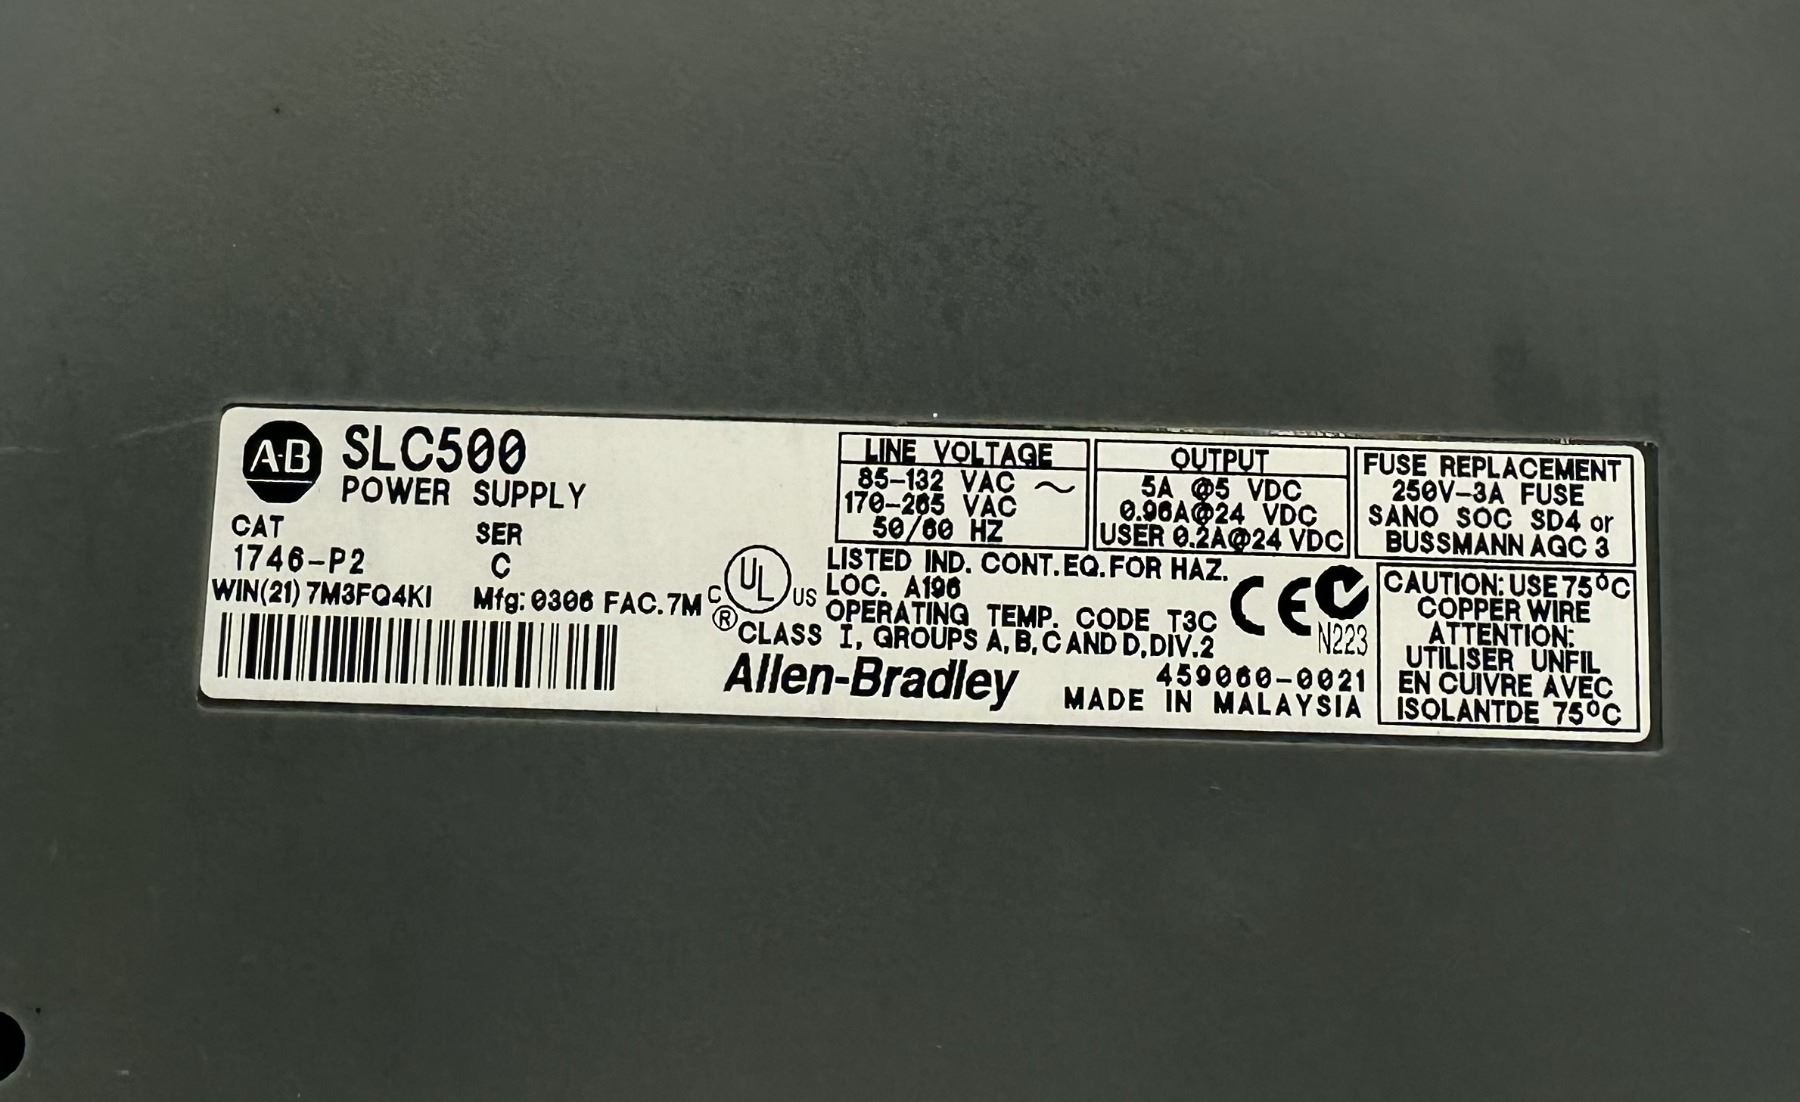 A-B
SLC500
POWER SUPPLY
CAT SER
1746-P2 C
WIN(21) 7M3FQ4KI Mfg: 0306 FAC. 7M
LINE VOLTAGE
85-132 VAC ~
170-265 VAC
50/60 HZ
OUTPUT
5A @5 VDC
0.96A@24 VDC
USER 0.2A@24 VDC
FUSE REPLACEMENT
250V-3A FUSE
SANO SOC SD4 or
BUSSMANN AGC 3
C UL US
®
LISTED IND. CONT. EQ. FOR HAZ.
LOC. A196
OPERATING TEMP. CODE T3C
CLASS I, GROUPS A, B, C AND D, DIV.2
CE
N223
Allen-Bradley
459060-0021
MADE IN MALAYSIA
CAUTION: USE 75°C
COPPER WIRE
ATTENTION:
UTILISER UNFIL
EN CUIVRE AVEC
ISOLANTDE 75°C